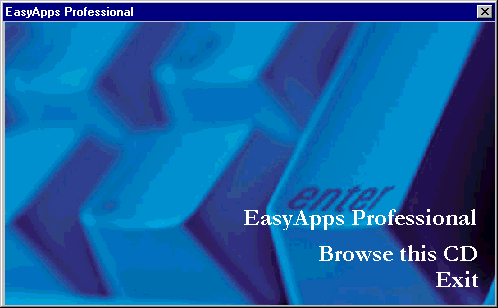 EasyApps Professional
enter
EasyApps Professional
Browse this CD
Exit